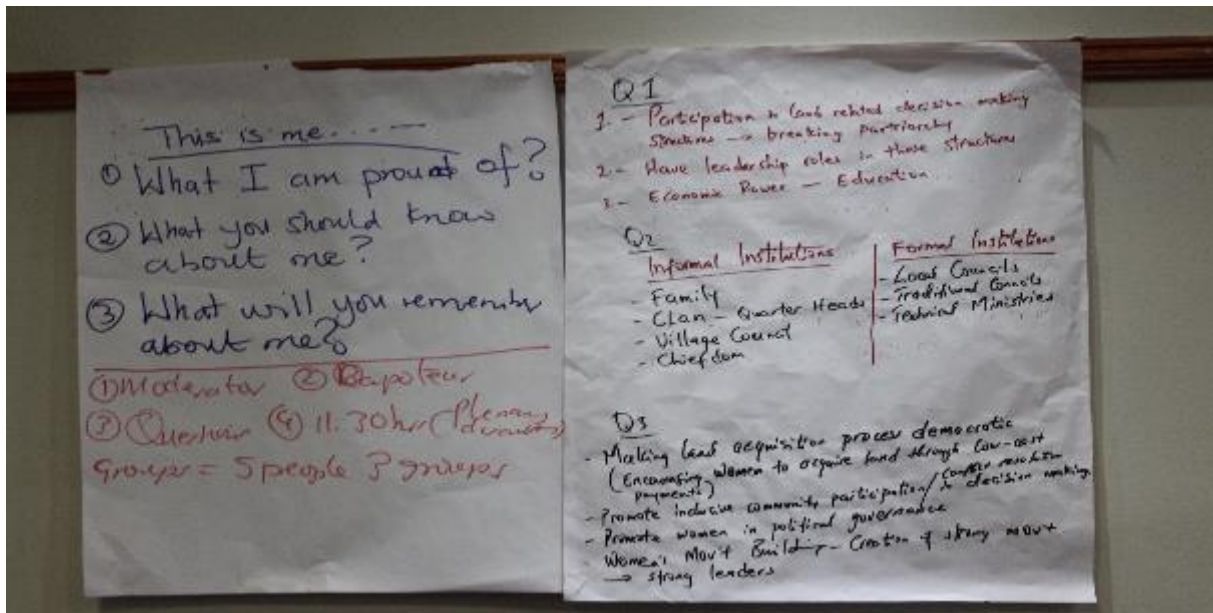 This is me.....
① What I am proud of?
② What you should know
about me?
③ What will you remember
about me?
① Moderator ② Rapoteur
③ Question ④ 11.30hr (Plenary
Groups = 5 people 3 groups
Q1
1. - Participation in land related decision making
structures → breaking partriarchy
2. - Have leadership roles in those structures
3. - Economic Power - Education
Q2
Informal Institutions
- Family
- Clan - Quarter Heads
- Village Council
- Chiefdom
Formal Institutions
- Local Councils
- Traditional Councils
- Technical Ministries
Q3
- Making land acquisition process democratic
(Encouraging women to acquire land through low-cost
payments)
- Promote inclusive community participation/conflict resolution & decision making
- Promote women in political governance
Women's Mov't Building - Creation of strong mov't
→ strong leaders